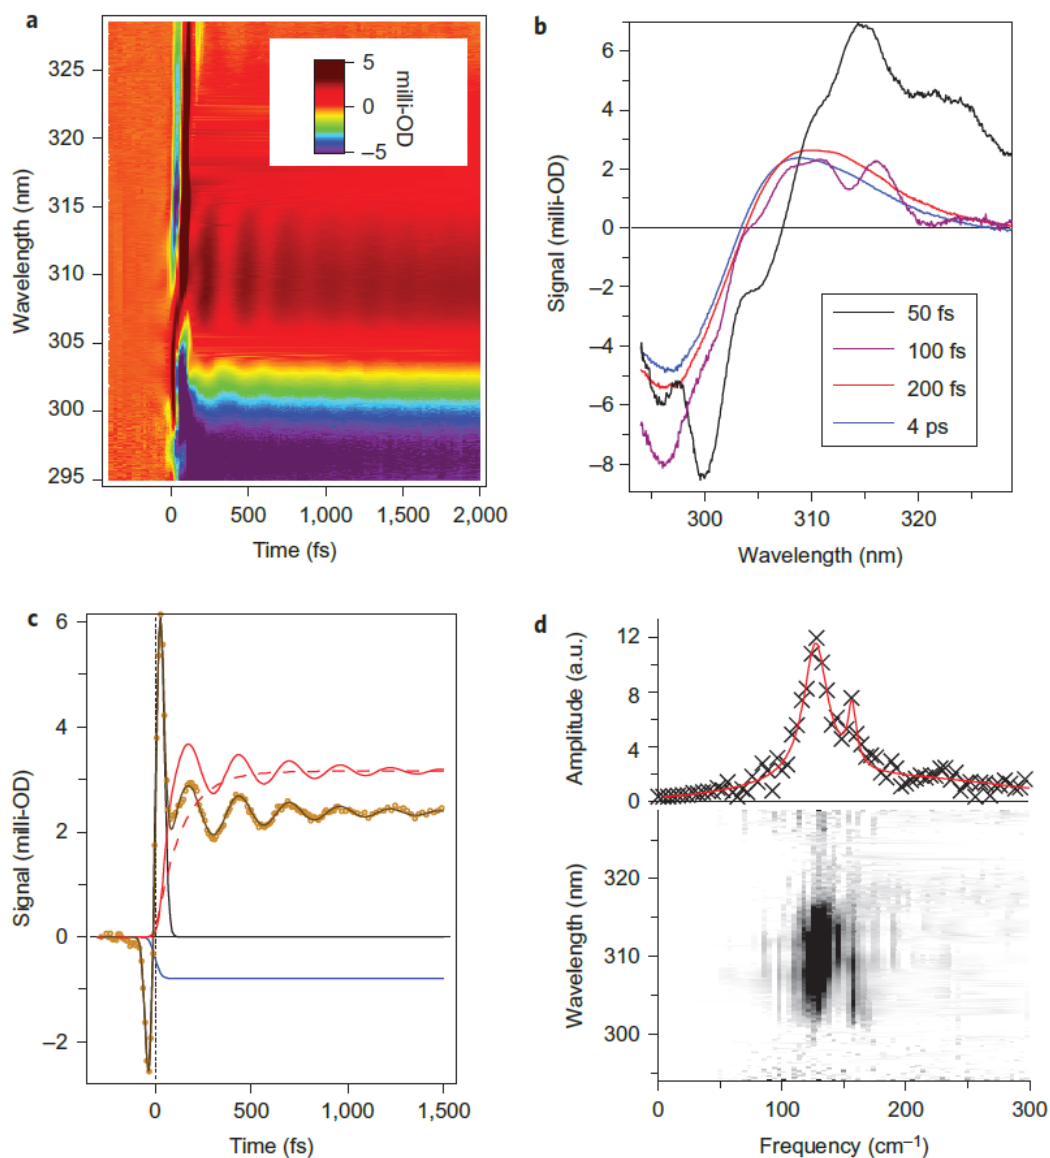 a
325
320
315
310
305
300
295
Wavelength (nm)
5
0
−5
milli-OD
0
500
1,000
1,500
2,000
Time (fs)
b
6
4
2
0
−2
−4
−6
−8
Signal (milli-OD)
50 fs
100 fs
200 fs
4 ps
300
310
320
Wavelength (nm)
c
6
4
2
0
−2
Signal (milli-OD)
0
500
1,000
1,500
Time (fs)
d
12
8
4
0
Amplitude (a.u.)
320
310
300
Wavelength (nm)
0
100
200
300
Frequency (cm⁻¹)